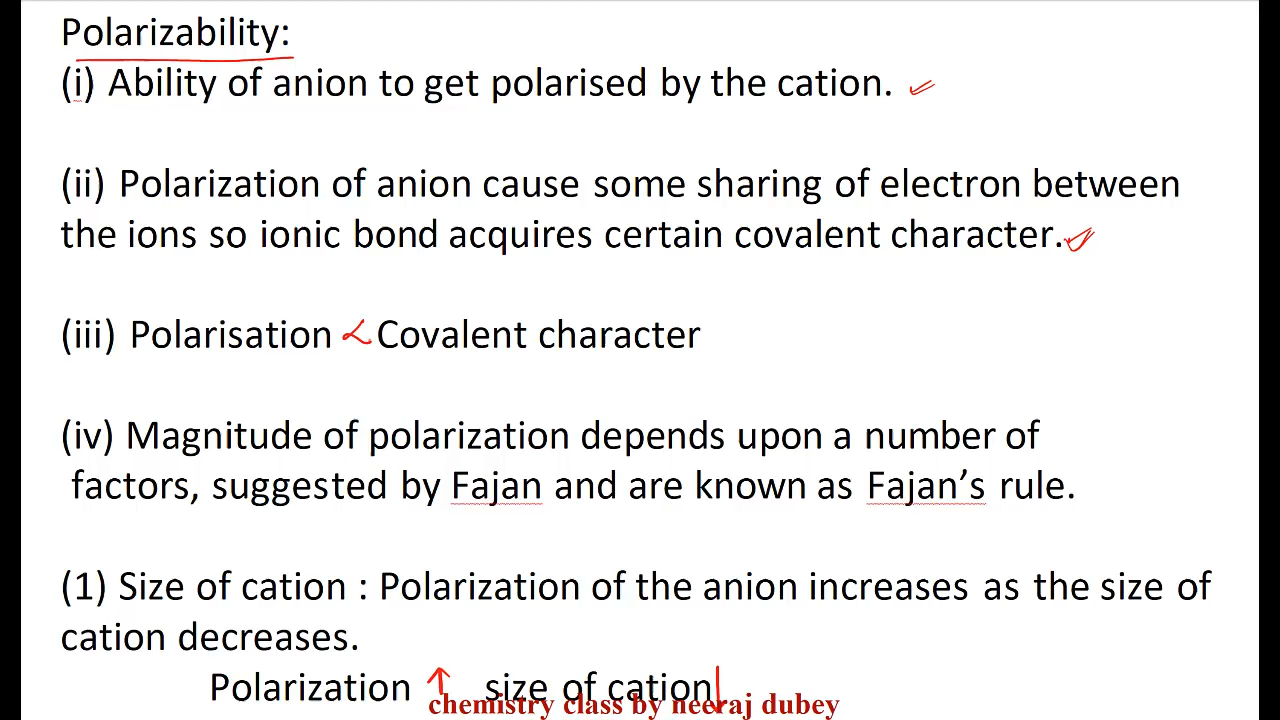 Polarizability:
(i) Ability of anion to get polarised by the cation.
(ii) Polarization of anion cause some sharing of electron between
the ions so ionic bond acquires certain covalent character.
(iii) Polarisation ∝ Covalent character
(iv) Magnitude of polarization depends upon a number of
factors, suggested by Fajan and are known as Fajan’s rule.
(1) Size of cation : Polarization of the anion increases as the size of
cation decreases.
Polarization ↑ size of cation ↓
chemistry class by neeraj dubey